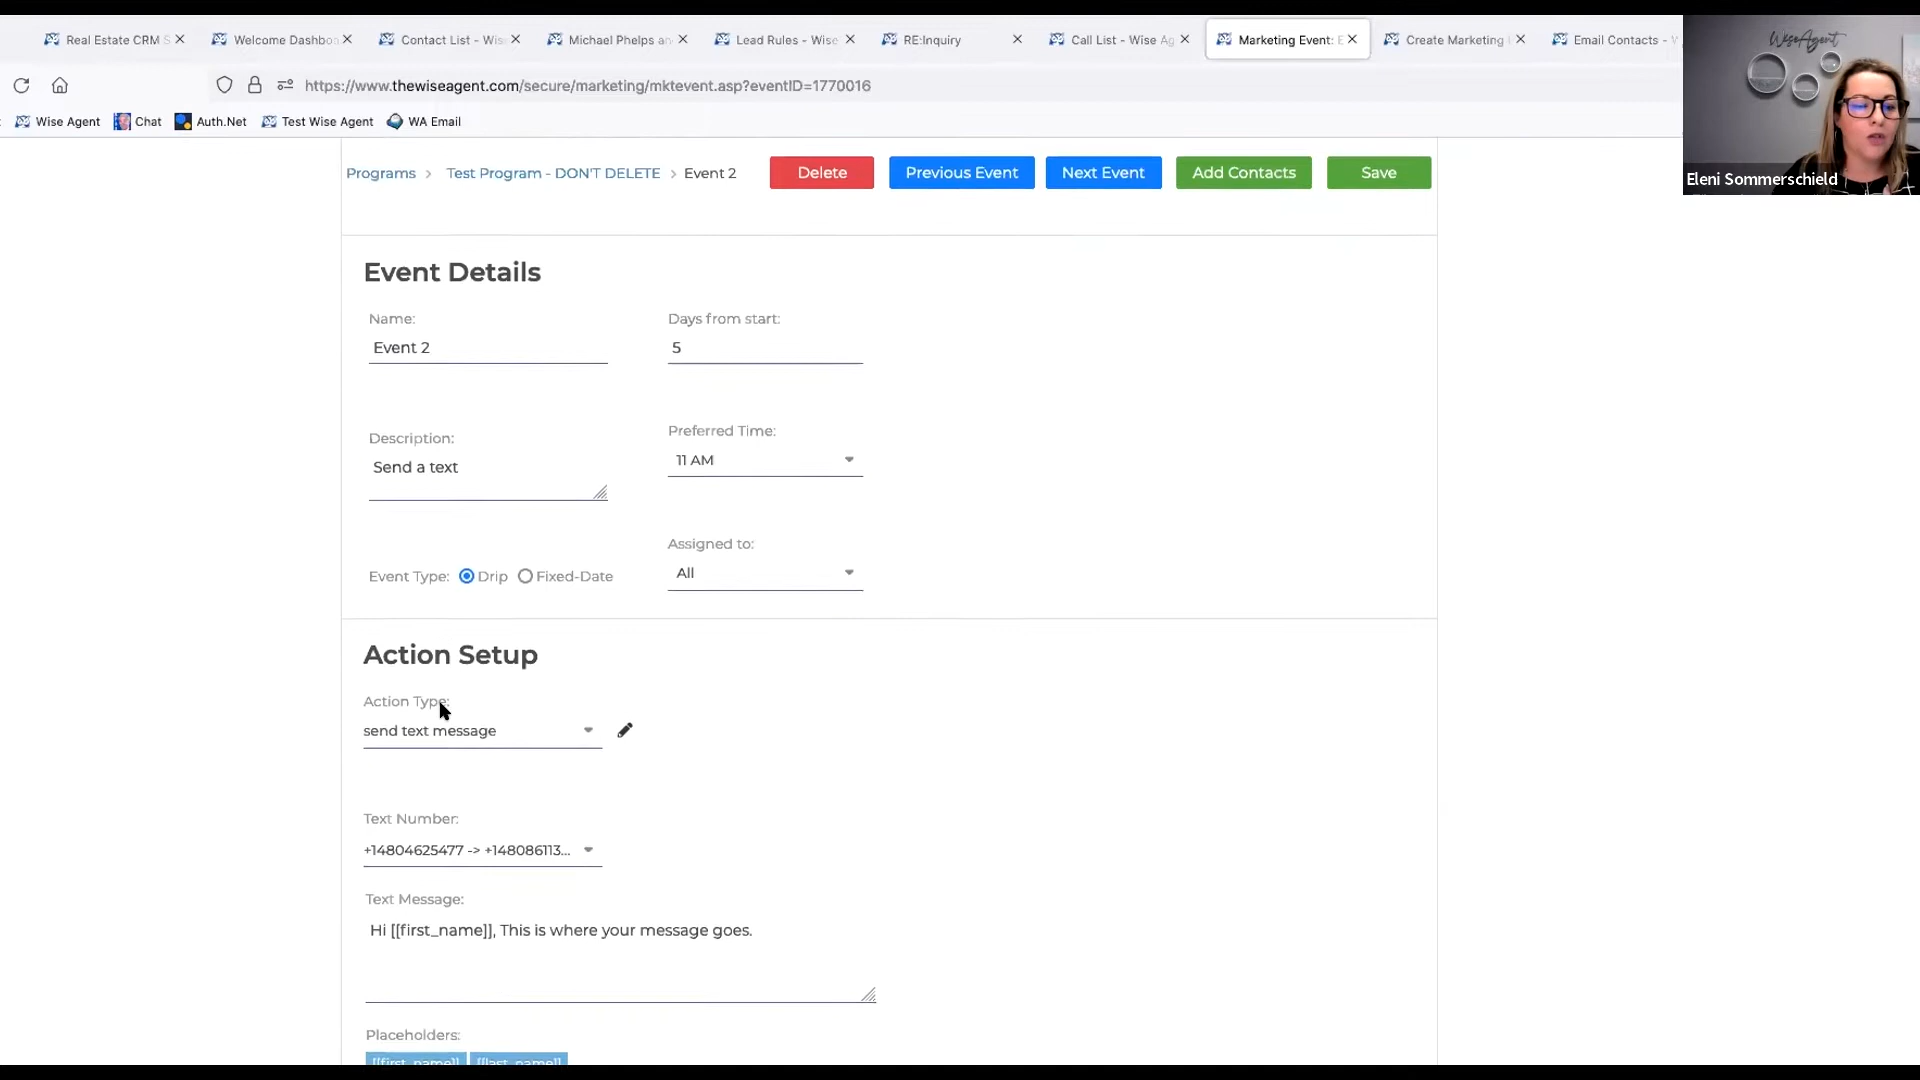 Real Estate CRM S
Welcome Dashboa
Contact List - Wis
Michael Phelps an
Lead Rules - Wise
RE:Inquiry
Call List - Wise Ag
Marketing Event: E
Create Marketing
Email Contacts - W
https://www.thewiseagent.com/secure/marketing/mktevent.asp?eventID=1770016
Wise Agent
Chat
Auth.Net
Test Wise Agent
WA Email
WiseAgent
Eleni Sommerschield
Programs > Test Program - DON'T DELETE > Event 2
Delete
Previous Event
Next Event
Add Contacts
Save
Event Details
Name:
Event 2
Days from start:
5
Description:
Send a text
Preferred Time:
11 AM
Event Type: Drip Fixed-Date
Assigned to:
All
Action Setup
Action Type:
send text message
Text Number:
+14804625477 -> +148086113...
Text Message:
Hi [[first_name]], This is where your message goes.
Placeholders:
[[first_name]] [[last_name]]